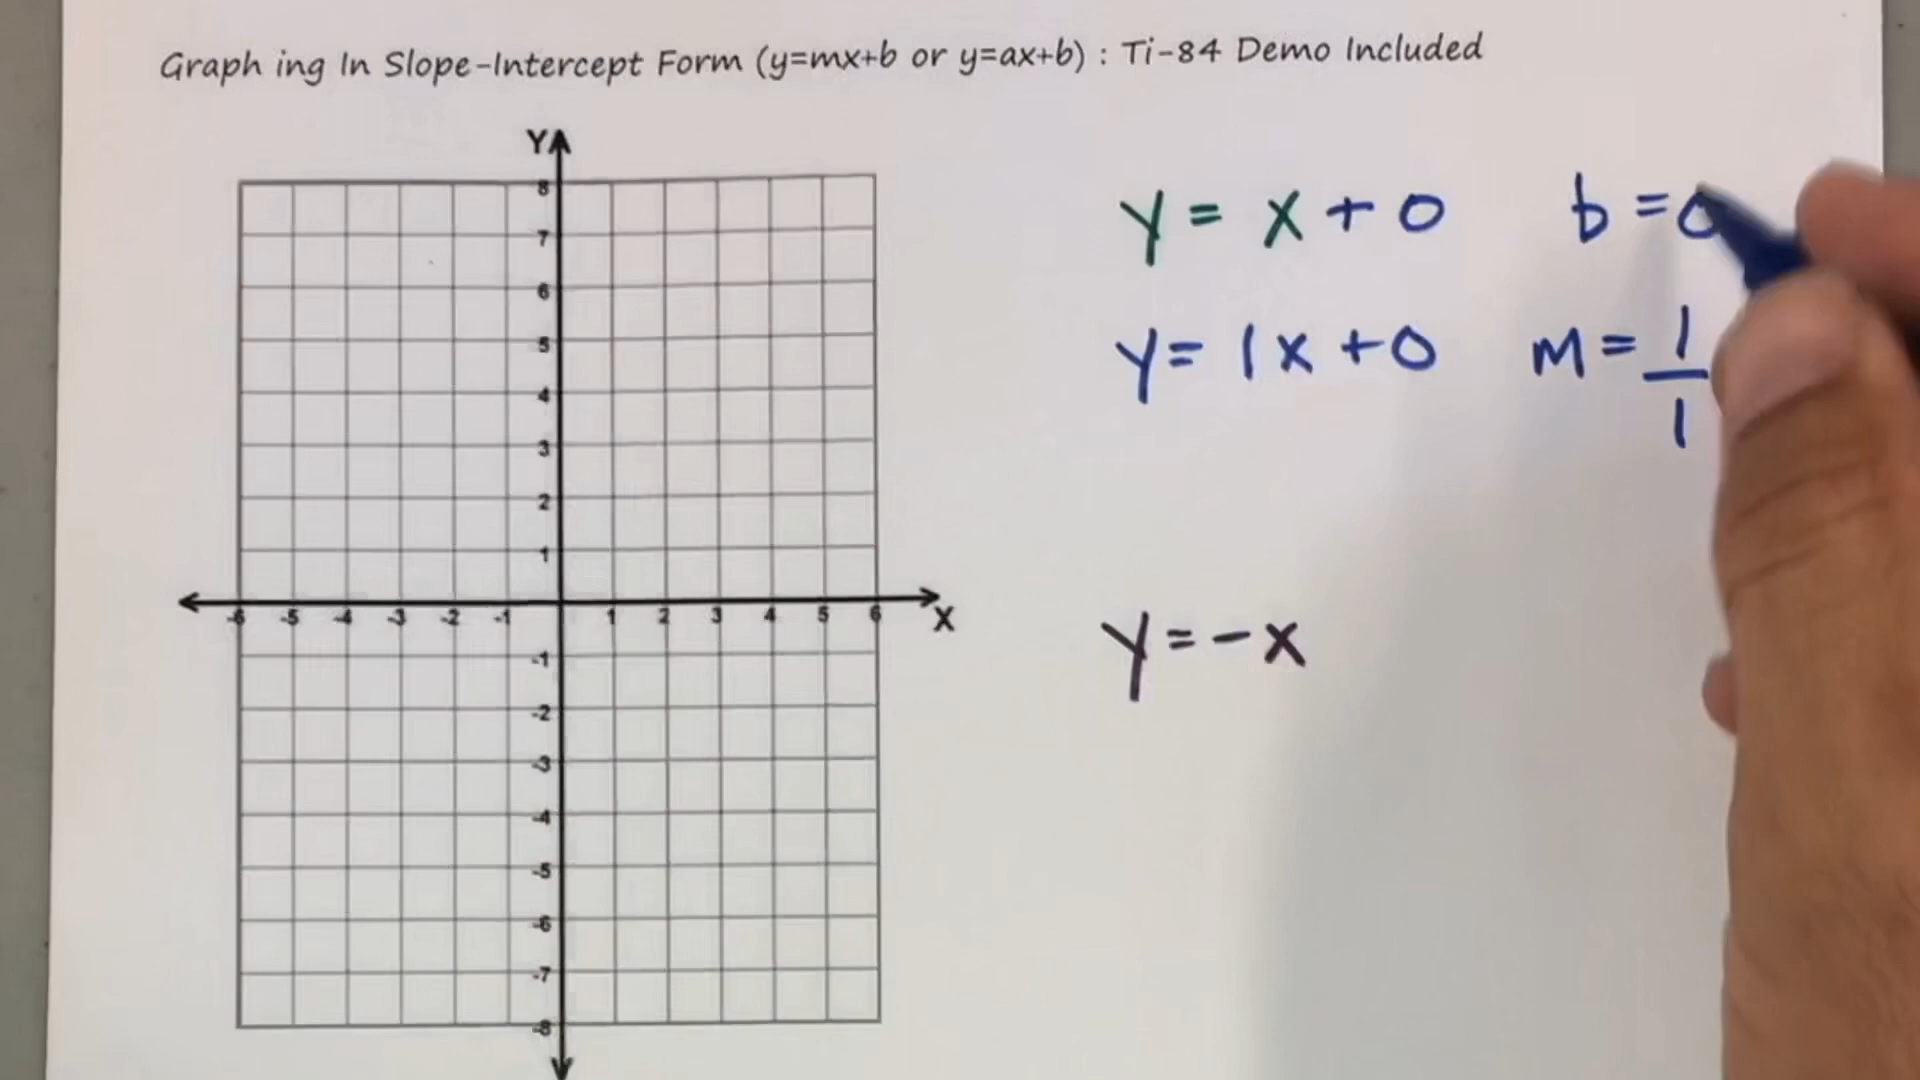 Graph ing In Slope-Intercept Form (y=mx+b or y=ax+b) : Ti-84 Demo Included
Y
8
7
6
5
4
3
2
1
-6 -5 -4 -3 -2 -1 1 2 3 4 5 6 X
-1
-2
-3
-4
-5
-6
-7
-8
y = x + 0 b = 0
y = 1x + 0 m = 1/1
y = - x